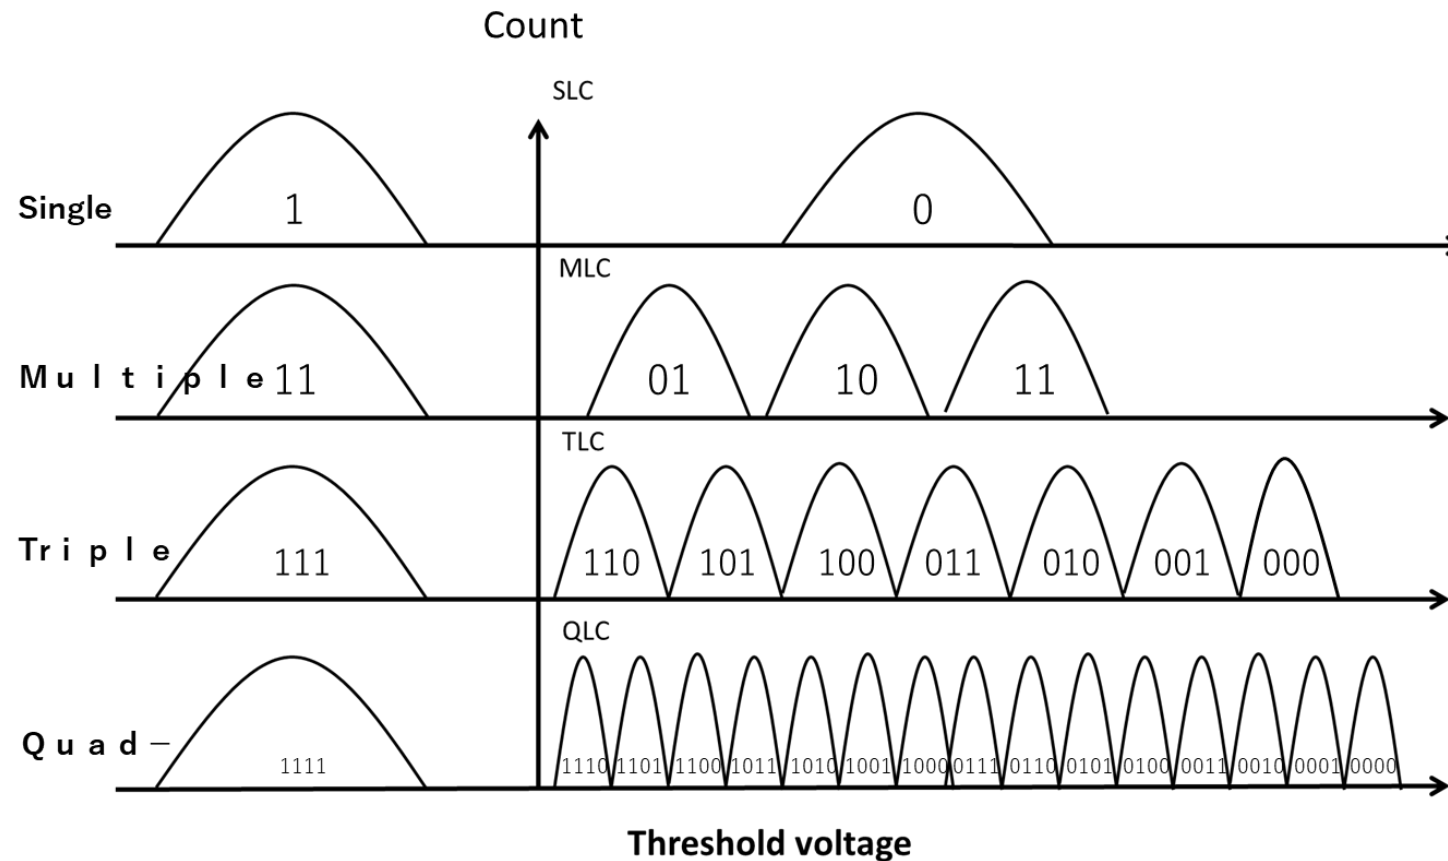 Count
SLC
Single 1 0
MLC
Multiple 11 01 10 11
TLC
Triple 111 110 101 100 011 010 001 000
QLC
Quad– 1111 1110 1101 1100 1011 1010 1001 1000 0111 0110 0101 0100 0011 0010 0001 0000
Threshold voltage